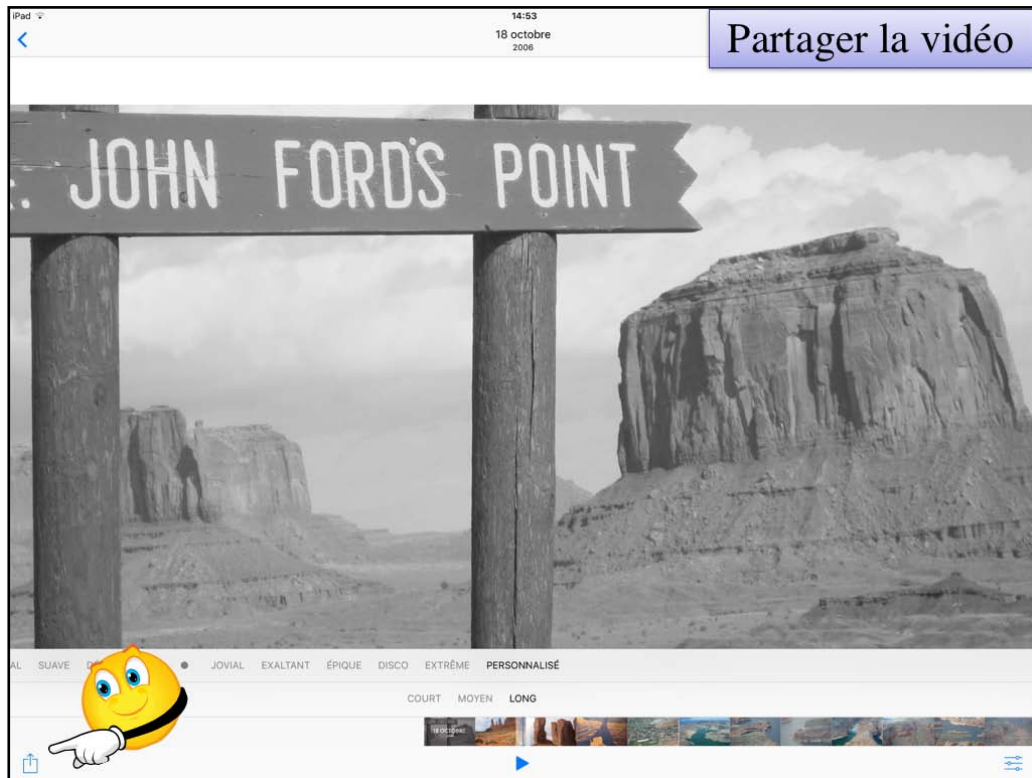 iPad
14:53
18 octobre
2006
Partager la vidéo
JOHN FORD'S POINT
AL SUAVE JOVIAL EXALTANT ÉPIQUE DISCO EXTRÊME PERSONNALISÉ
COURT MOYEN LONG
18 OCTOBRE